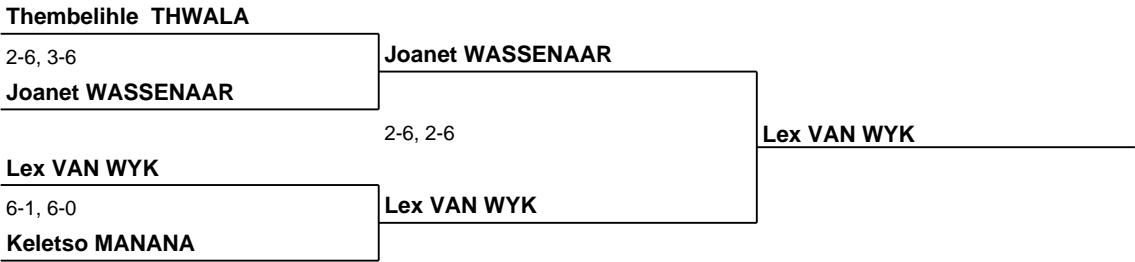 Thembelihle THWALA
2-6, 3-6
Joanet WASSENAAR
Joanet WASSENAAR
2-6, 2-6
Lex VAN WYK
Lex VAN WYK
6-1, 6-0
Lex VAN WYK
Keletso MANANA